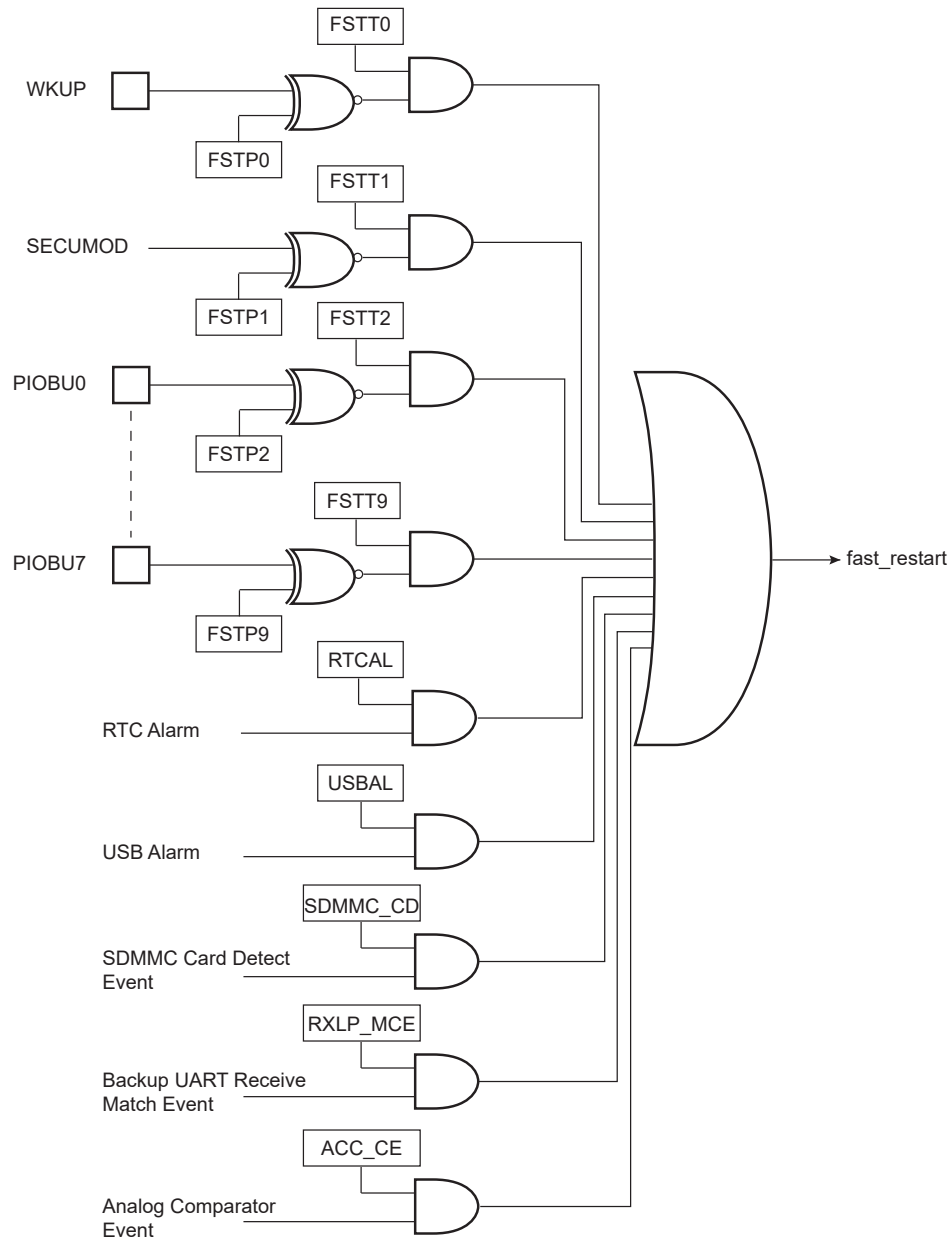 FSTT0
WKUP
FSTP0
FSTT1
SECUMOD
FSTP1
FSTT2
PIOBU0
FSTP2
FSTT9
PIOBU7
fast_restart
FSTP9
RTCAL
RTC Alarm
USBAL
USB Alarm
SDMMC_CD
SDMMC Card Detect
Event
RXLP_MCE
Backup UART Receive
Match Event
ACC_CE
Analog Comparator
Event